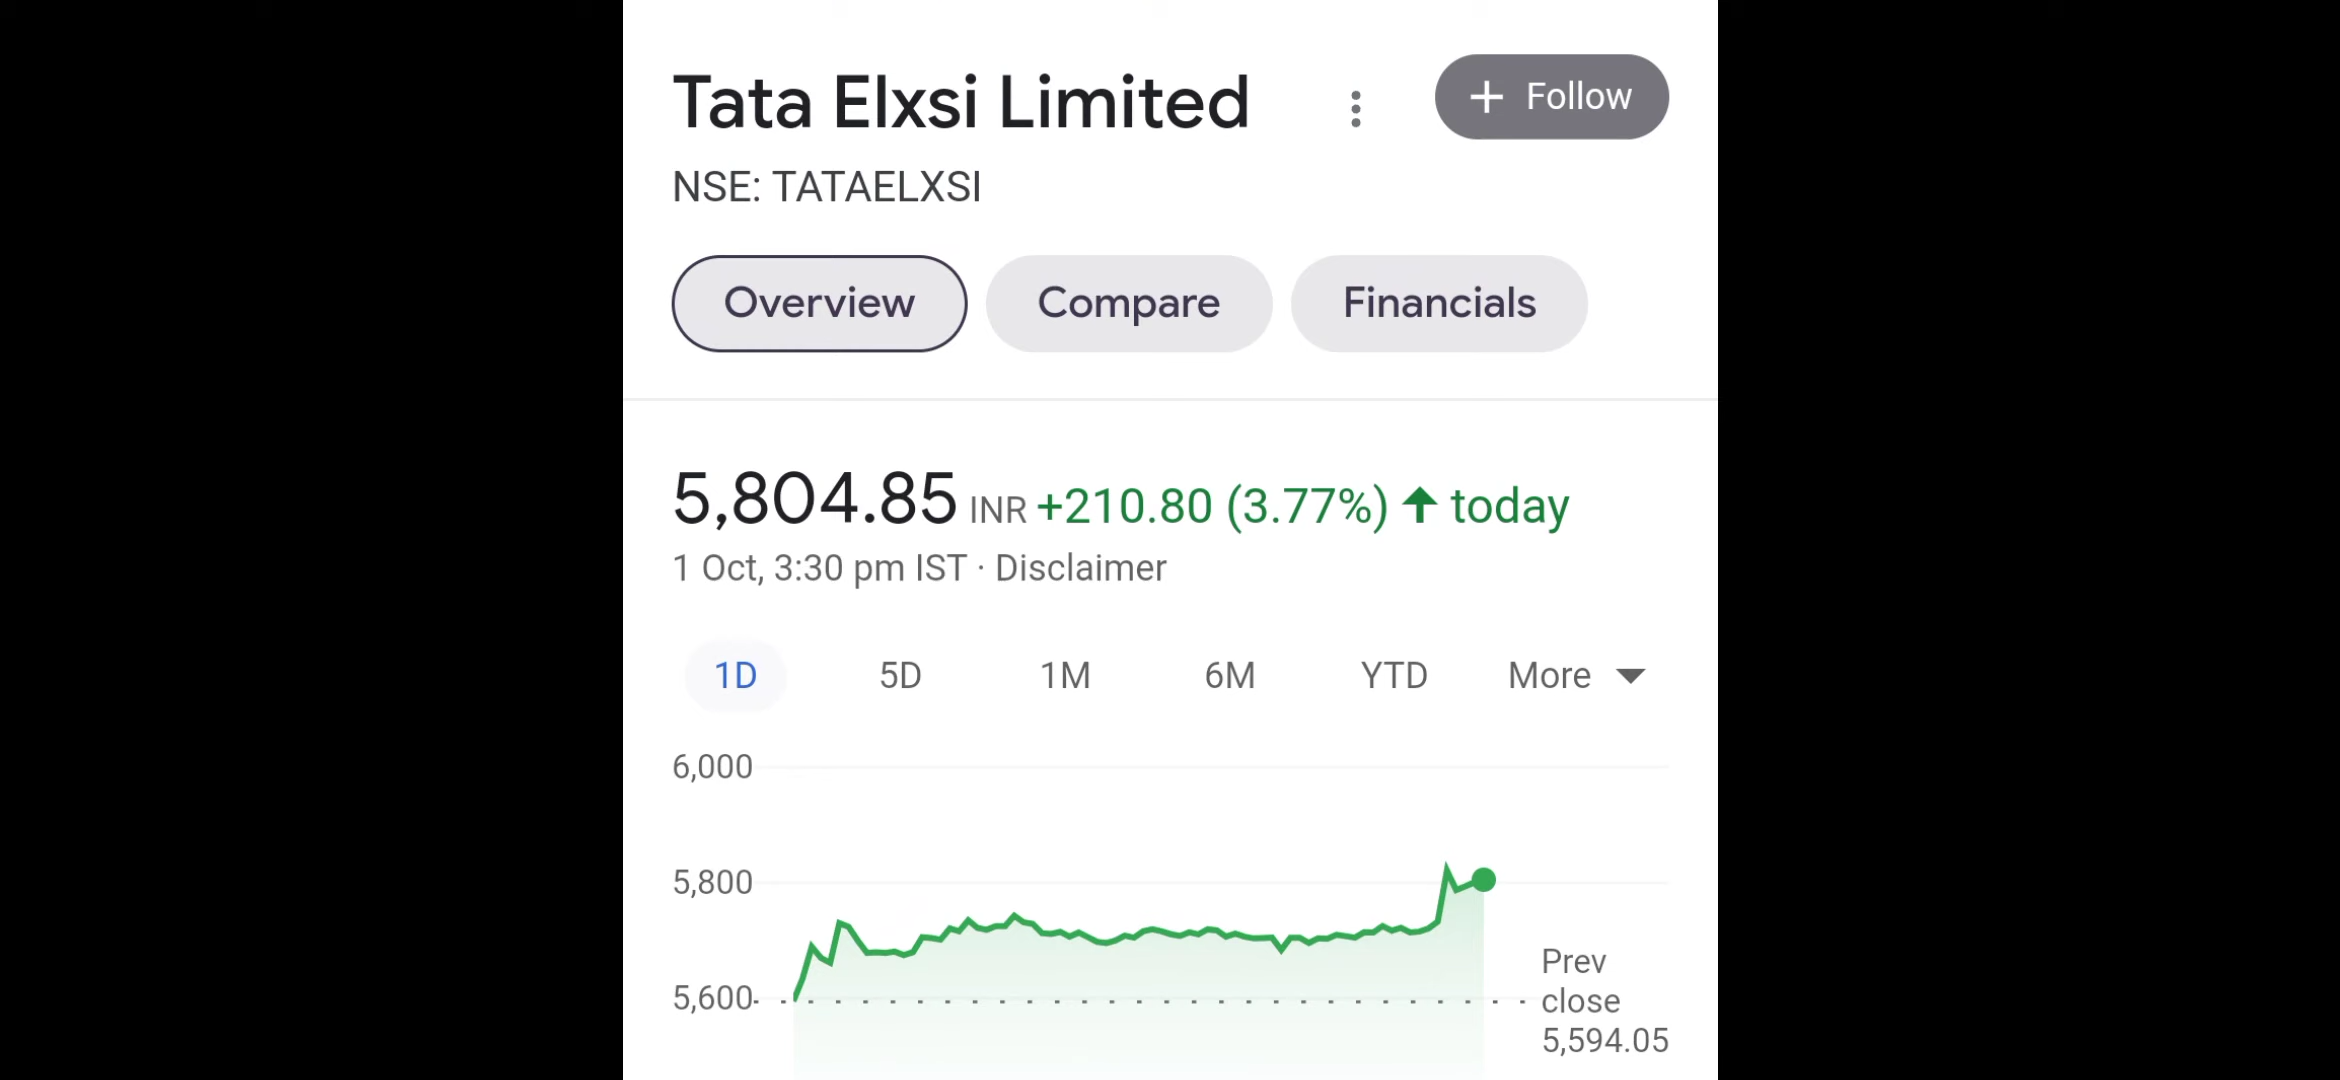 Tata Elxsi Limited
+ Follow
NSE: TATAELXSI
Overview Compare Financials
5,804.85 INR +210.80 (3.77%) ↑ today
1 Oct, 3:30 pm IST · Disclaimer
1D 5D 1M 6M YTD More
6,000
5,800
5,600
Prev
close
5,594.05